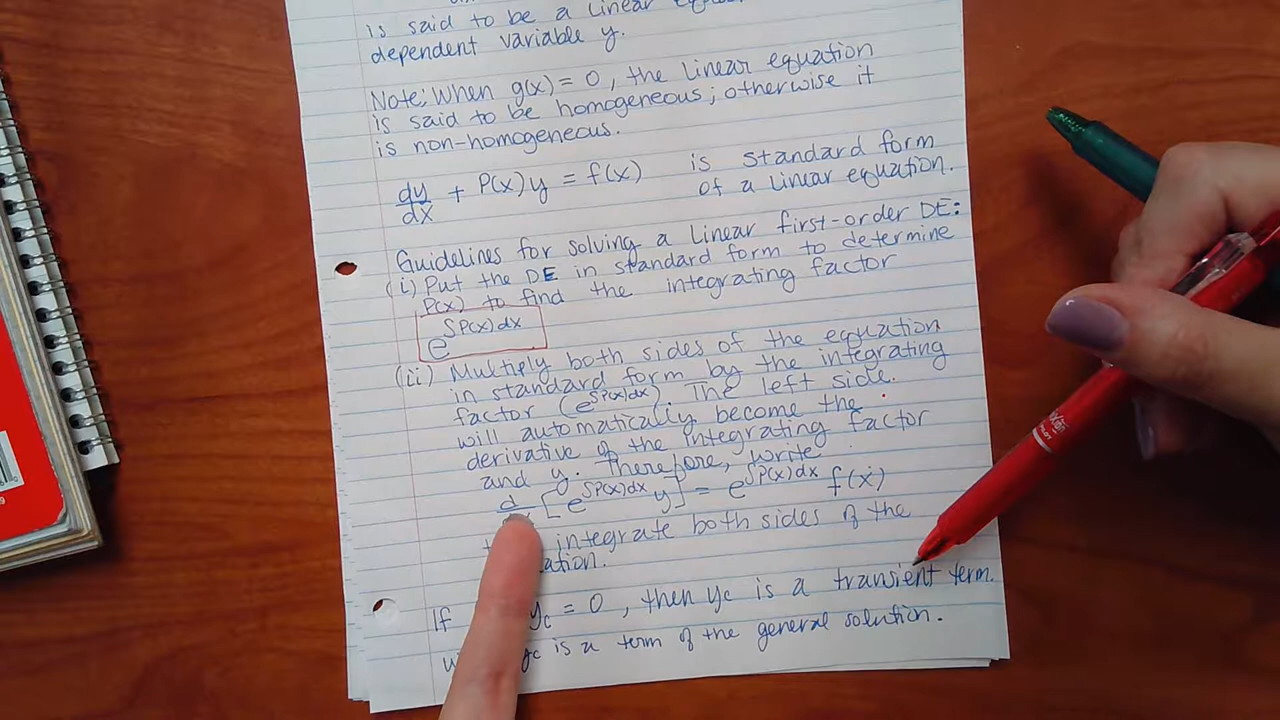 is said to be a linear
dependent variable y.
Note: When g(x) = 0, the linear equation
is said to be homogeneous; otherwise it
is non-homogeneous.
dy/dx + P(x)y = f(x) is standard form
of a linear equation.
Guidelines for solving a linear first-order DE:
(i) Put the DE in standard form to determine
P(x) to find the integrating factor
e^∫P(x)dx
(ii) Multiply both sides of the equation
in standard form by the integrating
factor (e^∫P(x)dx). The left side
will automatically become the
derivative of the integrating factor
and y. Therefore, write
d [e^∫P(x)dx y] = e^∫P(x)dx f(x)
integrate both sides of the
If y_c = 0, then y_c is a transient term.
y_c is a term of the general solution.